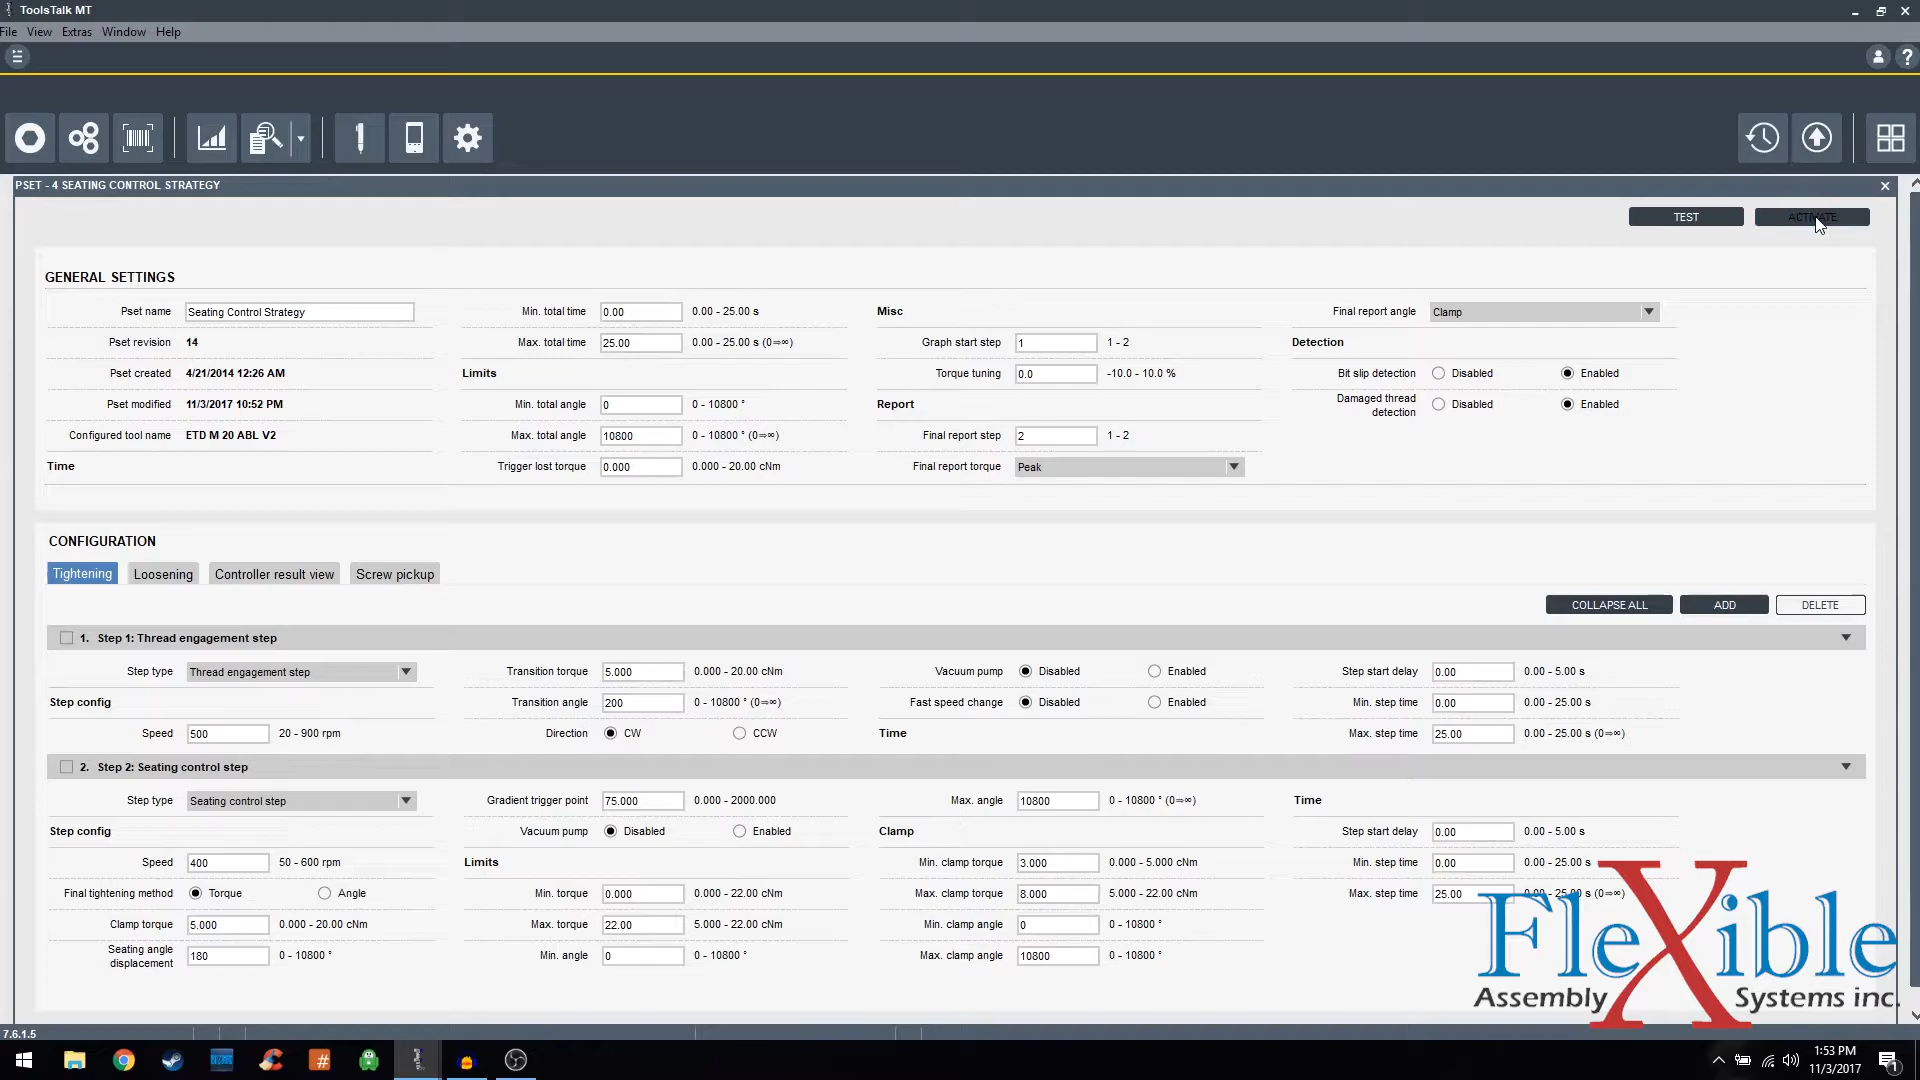 ToolsTalk MT
File View Extras Window Help
PSET - 4 SEATING CONTROL STRATEGY
TEST ACTIVATE
GENERAL SETTINGS
Pset name Seating Control Strategy
Pset revision 14
Pset created 4/21/2014 12:26 AM
Pset modified 11/3/2017 10:52 PM
Configured tool name ETD M 20 ABL V2
Time
Min. total time 0.00 0.00 - 25.00 s
Max. total time 25.00 0.00 - 25.00 s (0=∞)
Limits
Min. total angle 0 0 - 10800 °
Max. total angle 10800 0 - 10800 ° (0=∞)
Trigger lost torque 0.000 0.000 - 20.00 cNm
Misc
Graph start step 1 1 - 2
Torque tuning 0.0 -10.0 - 10.0 %
Report
Final report step 2 1 - 2
Final report torque Peak
Final report angle Clamp
Detection
Bit slip detection Disabled Enabled
Damaged thread
detection Disabled Enabled
CONFIGURATION
Tightening Loosening Controller result view Screw pickup
COLLAPSE ALL ADD DELETE
1. Step 1: Thread engagement step
Step type Thread engagement step
Step config
Speed 500 20 - 900 rpm
Transition torque 5.000 0.000 - 20.00 cNm
Transition angle 200 0 - 10800 ° (0=∞)
Direction CW CCW
Vacuum pump Disabled Enabled
Fast speed change Disabled Enabled
Time
Step start delay 0.00 0.00 - 5.00 s
Min. step time 0.00 0.00 - 25.00 s
Max. step time 25.00 0.00 - 25.00 s (0=∞)
2. Step 2: Seating control step
Step type Seating control step
Step config
Speed 400 50 - 600 rpm
Final tightening method Torque Angle
Clamp torque 5.000 0.000 - 20.00 cNm
Seating angle
displacement 180 0 - 10800 °
Gradient trigger point 75.000 0.000 - 2000.000
Vacuum pump Disabled Enabled
Limits
Min. torque 0.000 0.000 - 22.00 cNm
Max. torque 22.00 5.000 - 22.00 cNm
Min. angle 0 0 - 10800 °
Max. angle 10800 0 - 10800 ° (0=∞)
Clamp
Min. clamp torque 3.000 0.000 - 5.000 cNm
Max. clamp torque 8.000 5.000 - 22.00 cNm
Min. clamp angle 0 0 - 10800 °
Max. clamp angle 10800 0 - 10800 °
Time
Step start delay 0.00 0.00 - 5.00 s
Min. step time 0.00 0.00 - 25.00 s
Max. step time 25.00 0.00 - 25.00 s (0=∞)
FleXible
Assembly Systems inc.
7.6.1.5
1:53 PM
11/3/2017
1